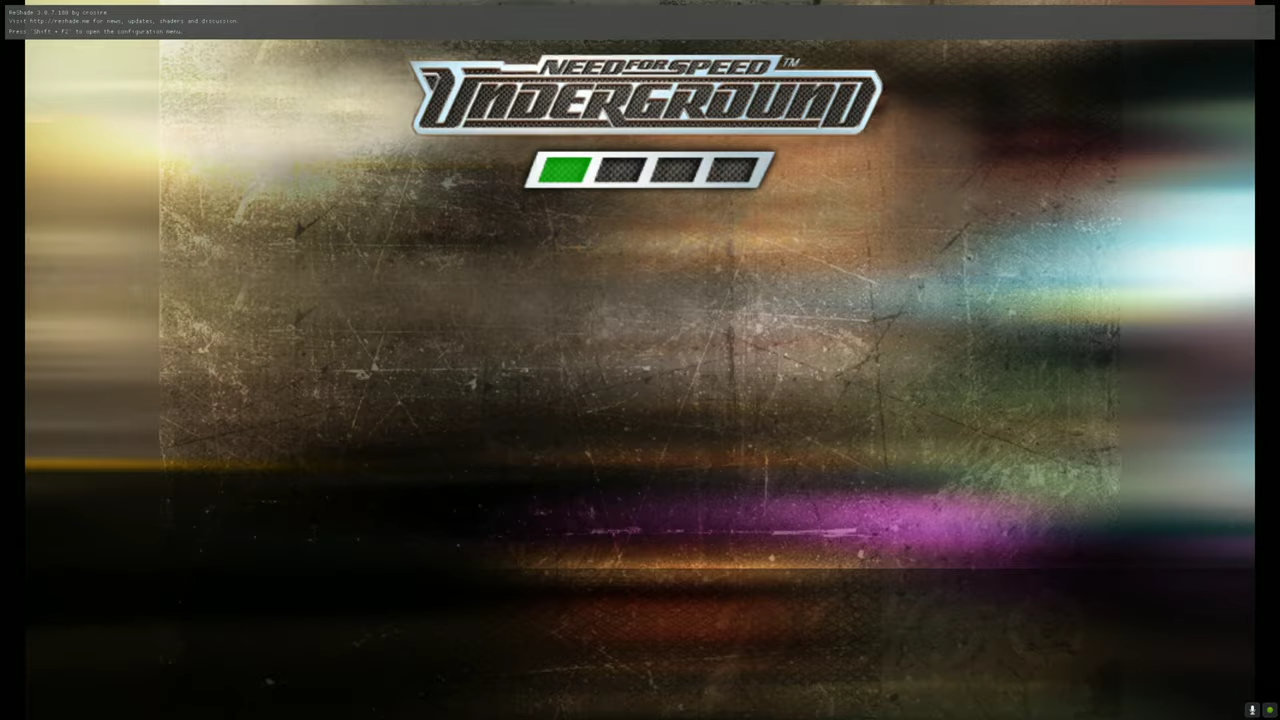 ReShade 3.0.7.188 by crosire
Visit http://reshade.me for news, updates, shaders and discussion.
Press 'Shift + F2' to open the configuration menu.
NEED FOR SPEED ™
UNDERGROUND